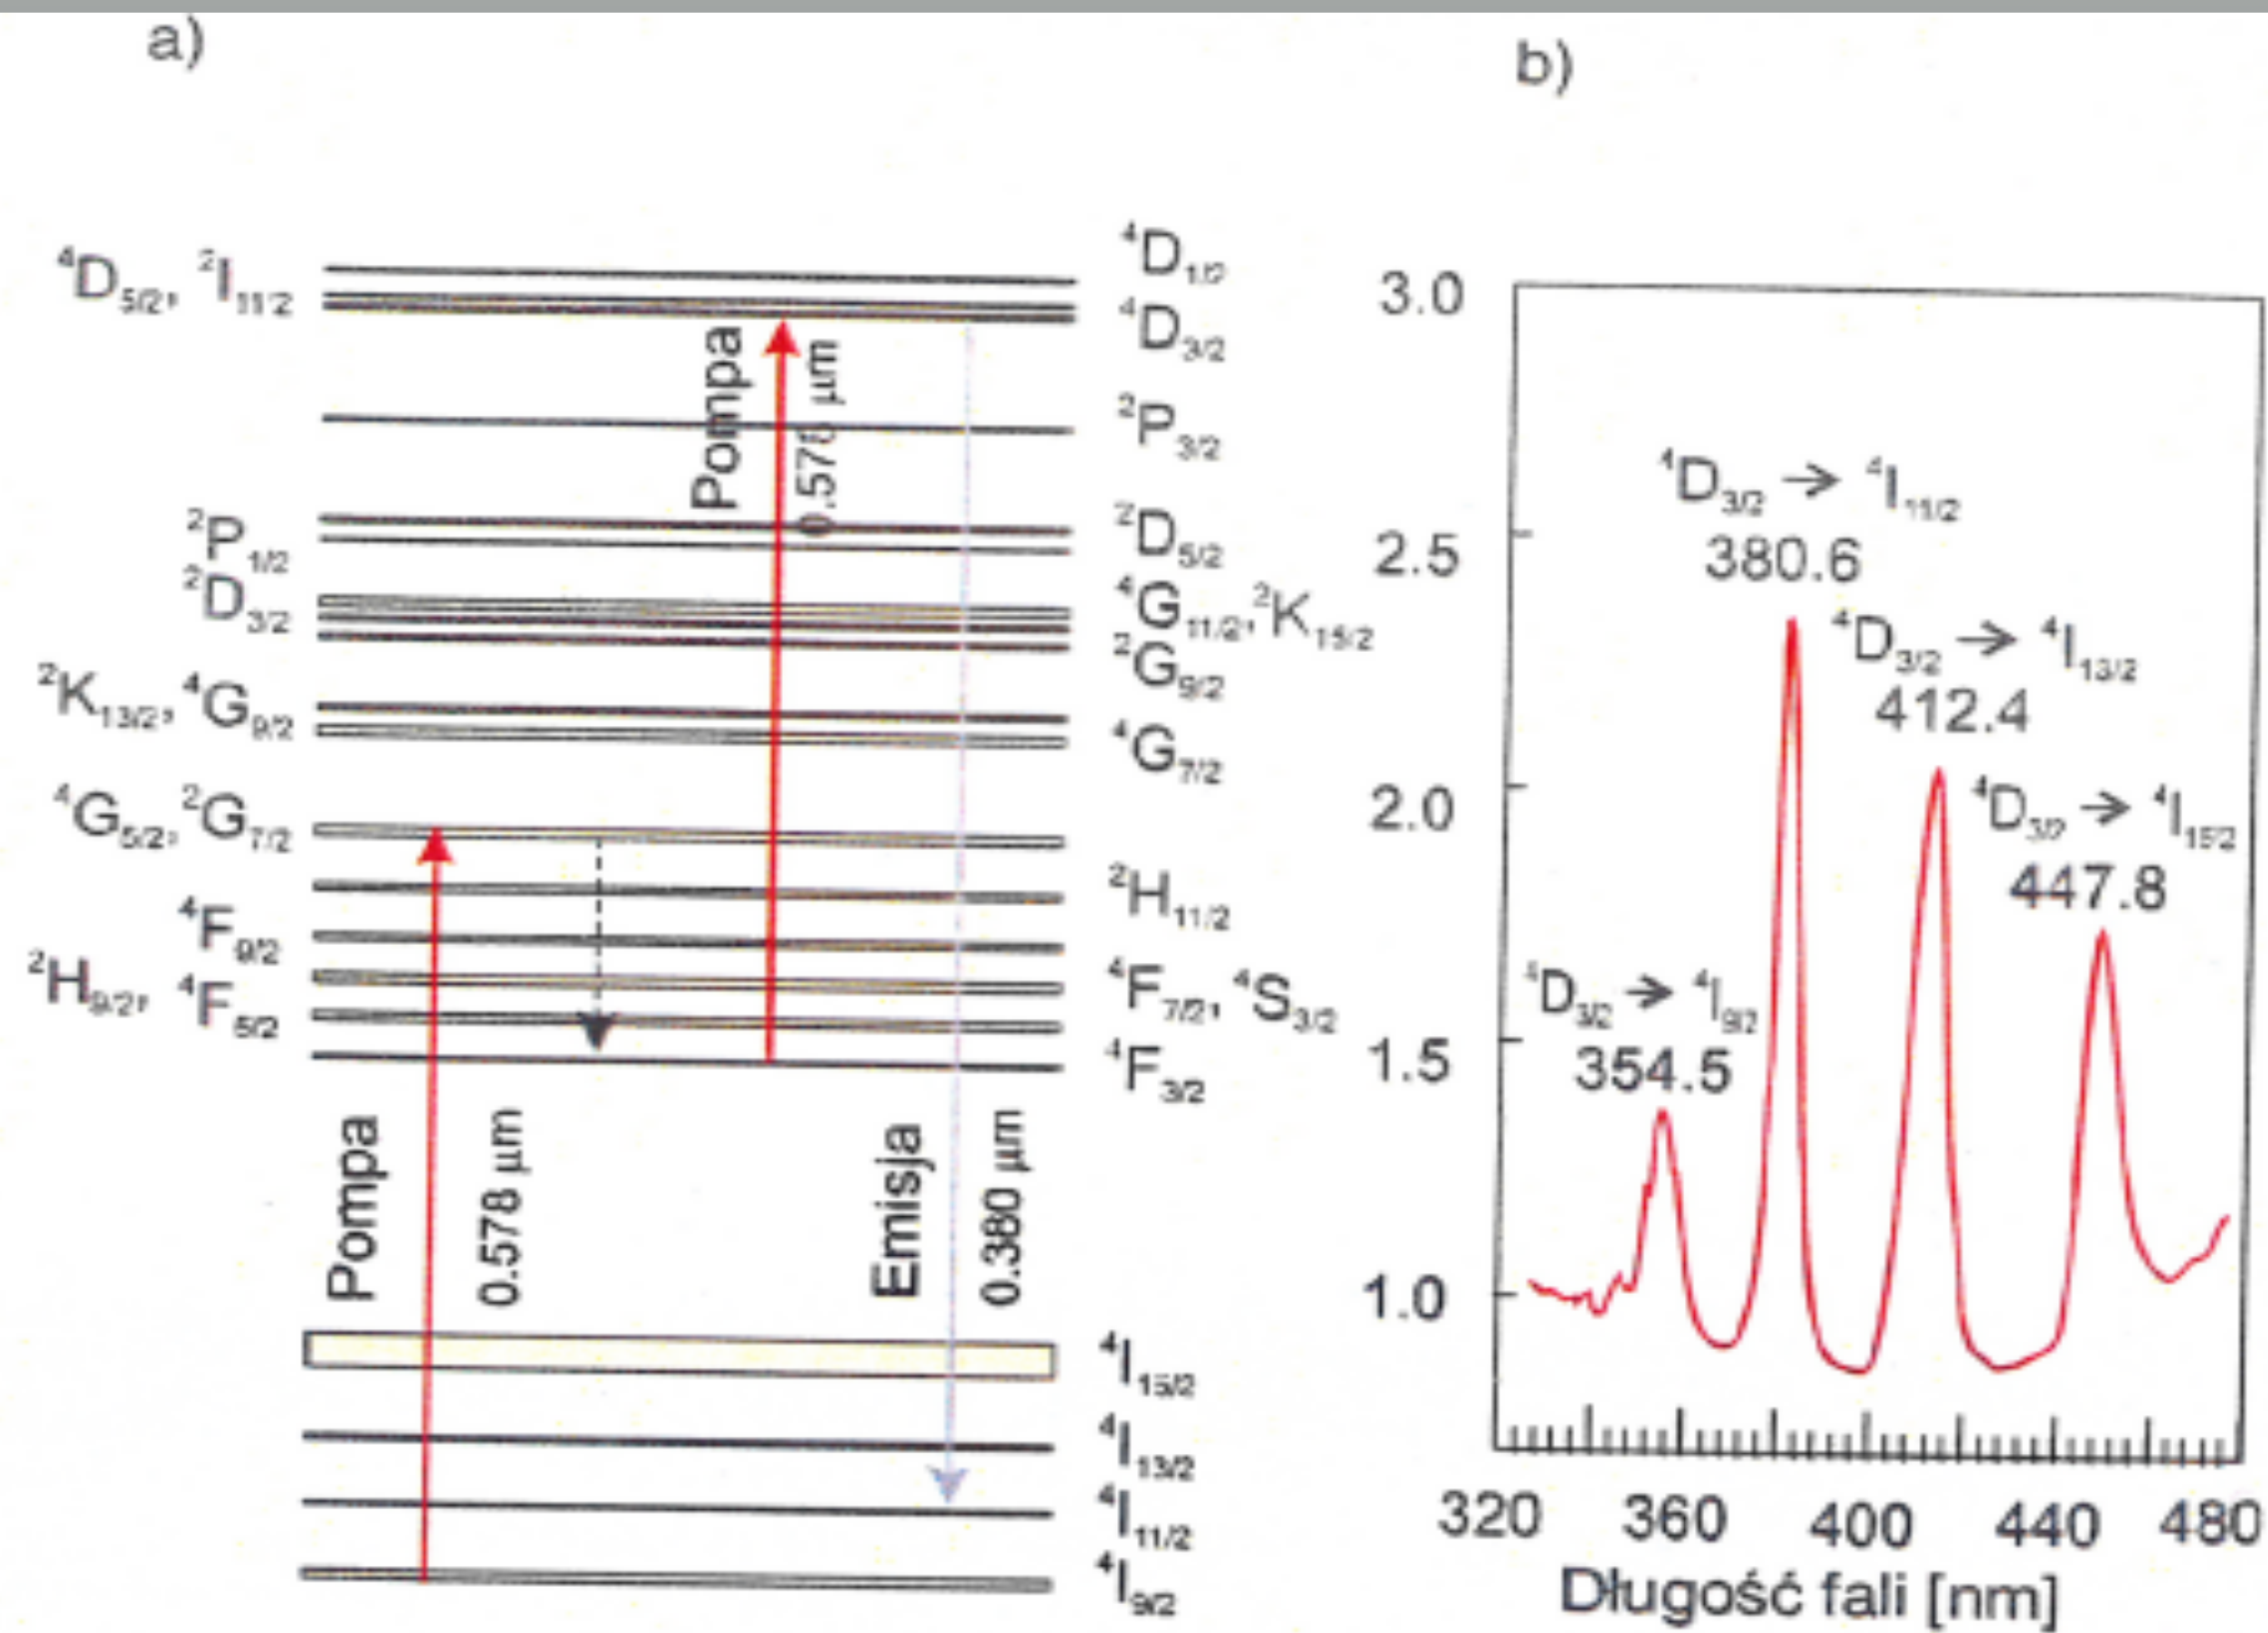 a)
⁴D₅/₂, ²I₁₁/₂
²P₁/₂
²D₃/₂
²K₁₃/₂, ⁴G₉/₂
⁴G₅/₂, ²G₇/₂
⁴F₉/₂
²H₉/₂, ⁴F₅/₂
Pompa
0.578 μm
Pompa
μm
Emisja
0.380 μm
⁴D₁/₂
⁴D₃/₂
²P₃/₂
²D₅/₂
⁴G₁₁/₂, ²K₁₅/₂
²G₉/₂
⁴G₇/₂
²H₁₁/₂
⁴F₇/₂, ⁴S₃/₂
⁴F₃/₂
⁴I₁₅/₂
⁴I₁₃/₂
⁴I₁₁/₂
⁴I₉/₂
b)
3.0
2.5
2.0
1.5
1.0
⁴D₃/₂ → ⁴I₁₁/₂
380.6
⁴D₃/₂ → ⁴I₁₃/₂
412.4
⁴D₃/₂ → ⁴I₁₅/₂
447.8
⁴D₃/₂ → ⁴I₉/₂
354.5
320 360 400 440 480
Długość fali [nm]